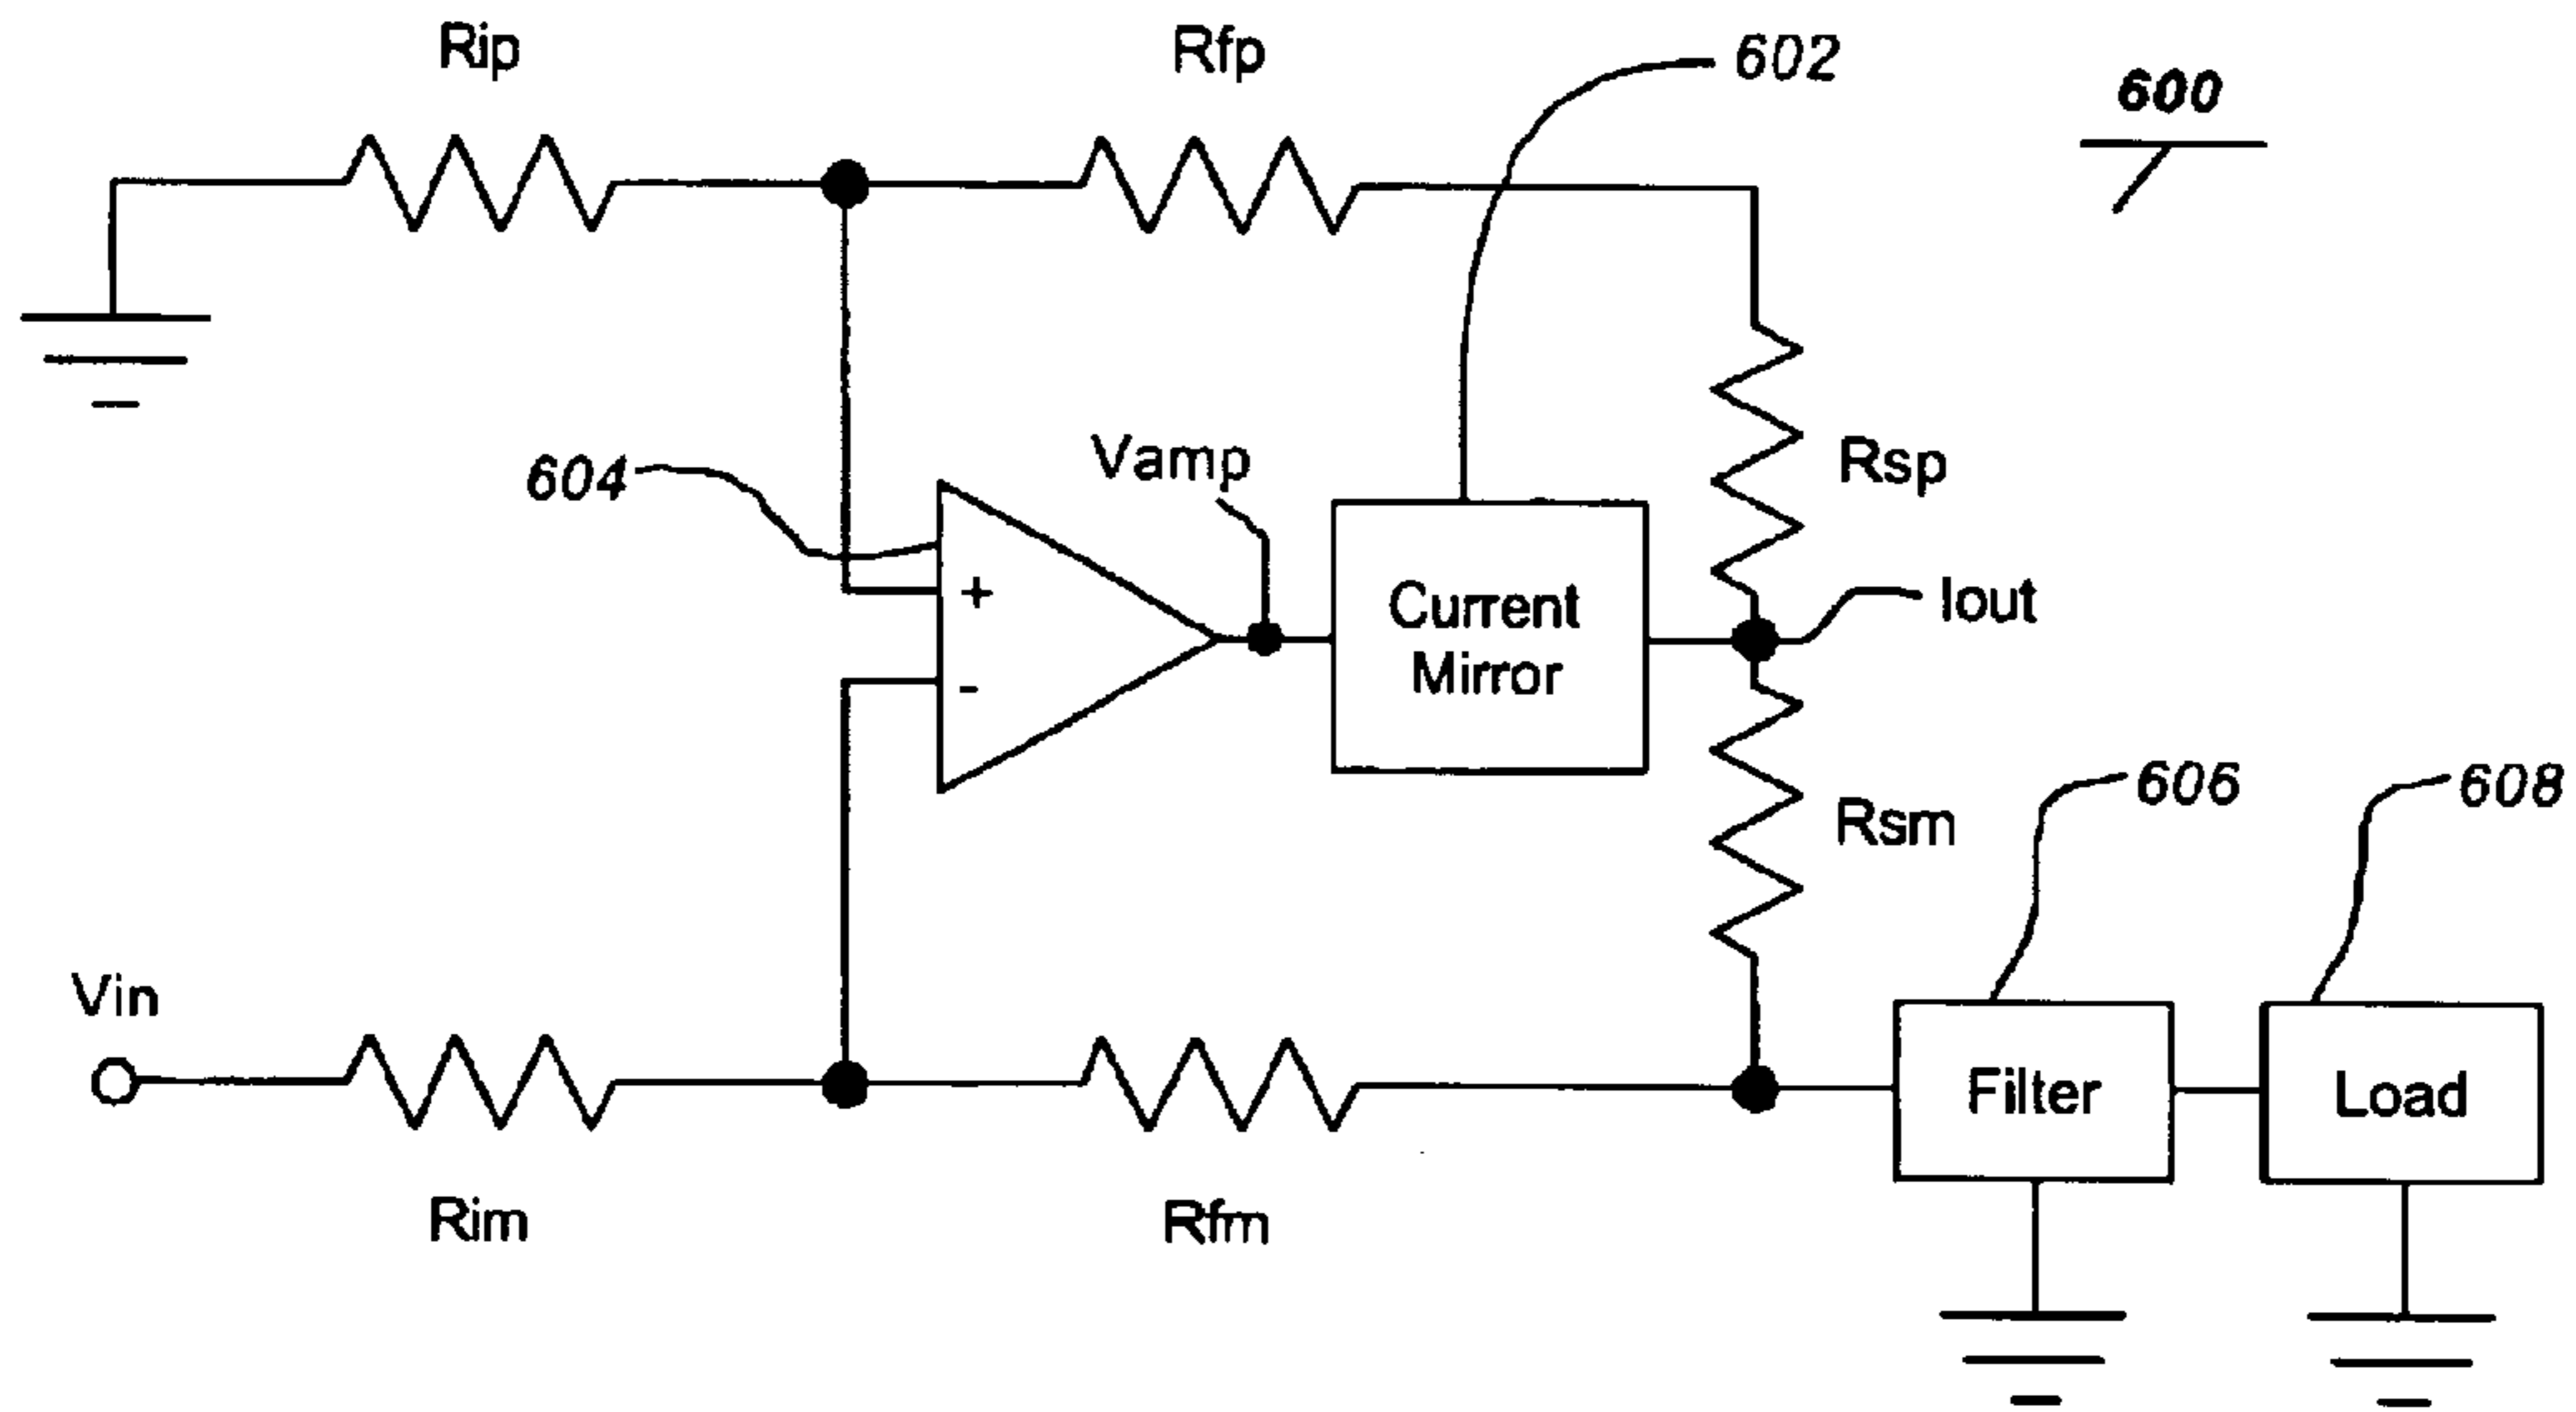 Rip
Rfp
602
600
604
Vamp
Rsp
+
-
Current
Mirror
Iout
Rsm
606
608
Vin
Filter
Load
Rim
Rfm